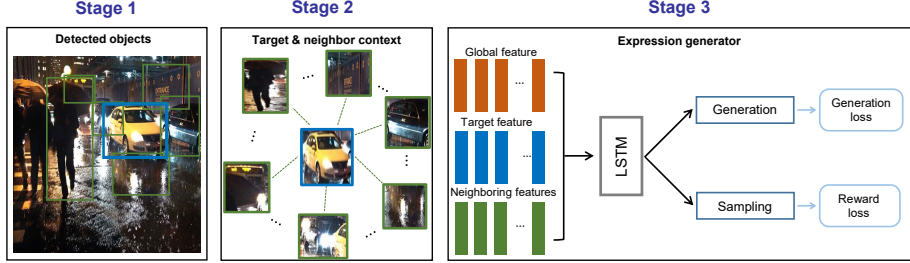 Stage 1
Stage 2
Stage 3
Detected objects
Target & neighbor context
Expression generator
Global feature
...
Target feature
...
Neighboring features
...
LSTM
Generation
Generation
loss
Sampling
Reward
loss
ENTRANCE